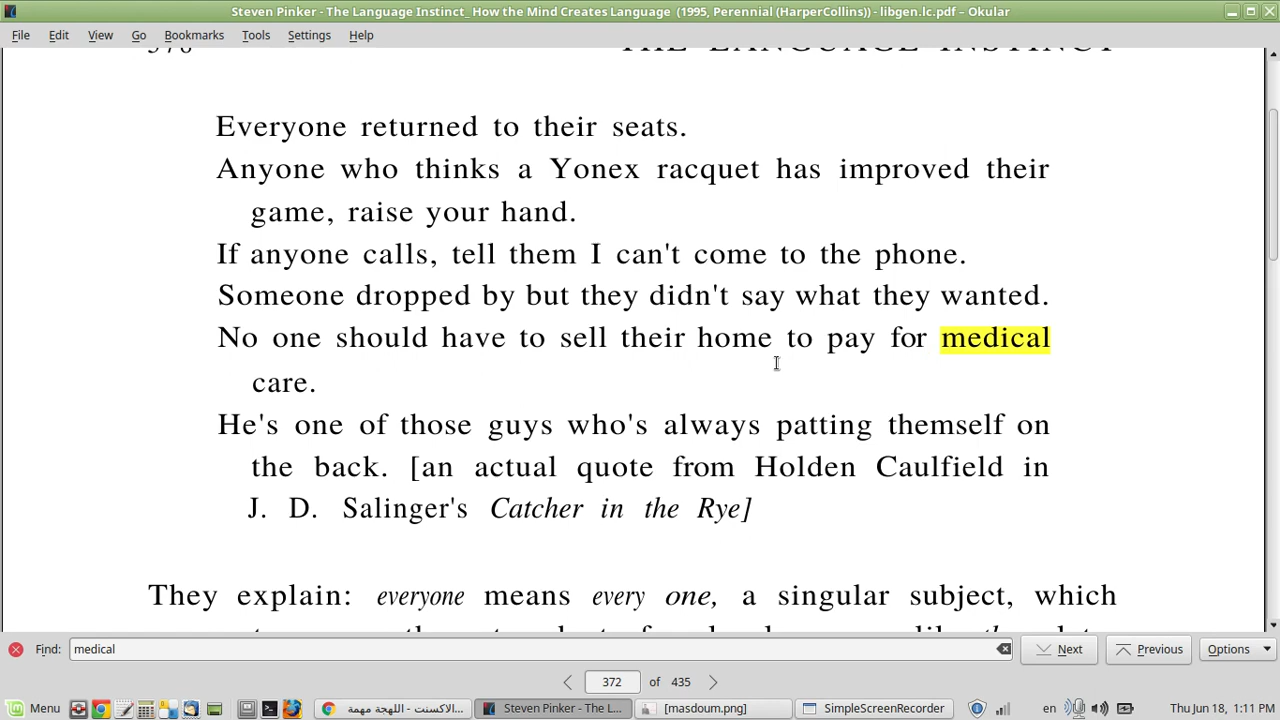 Steven Pinker - The Language Instinct_ How the Mind Creates Language (1995, Perennial (HarperCollins)) - libgen.lc.pdf – Okular
File Edit View Go Bookmarks Tools Settings Help
THE LANGUAGE INSTINCT
Everyone returned to their seats.
Anyone who thinks a Yonex racquet has improved their
game, raise your hand.
If anyone calls, tell them I can't come to the phone.
Someone dropped by but they didn't say what they wanted.
No one should have to sell their home to pay for medical
care.
He's one of those guys who's always patting themself on
the back. [an actual quote from Holden Caulfield in
J. D. Salinger's Catcher in the Rye]
They explain: everyone means every one, a singular subject, which
Find: medical Next Previous Options
372 of 435
Menu الاكسنت - اللهجة مهمة... Steven Pinker - The L... [masdoum.png] SimpleScreenRecorder en Thu Jun 18, 1:11 PM